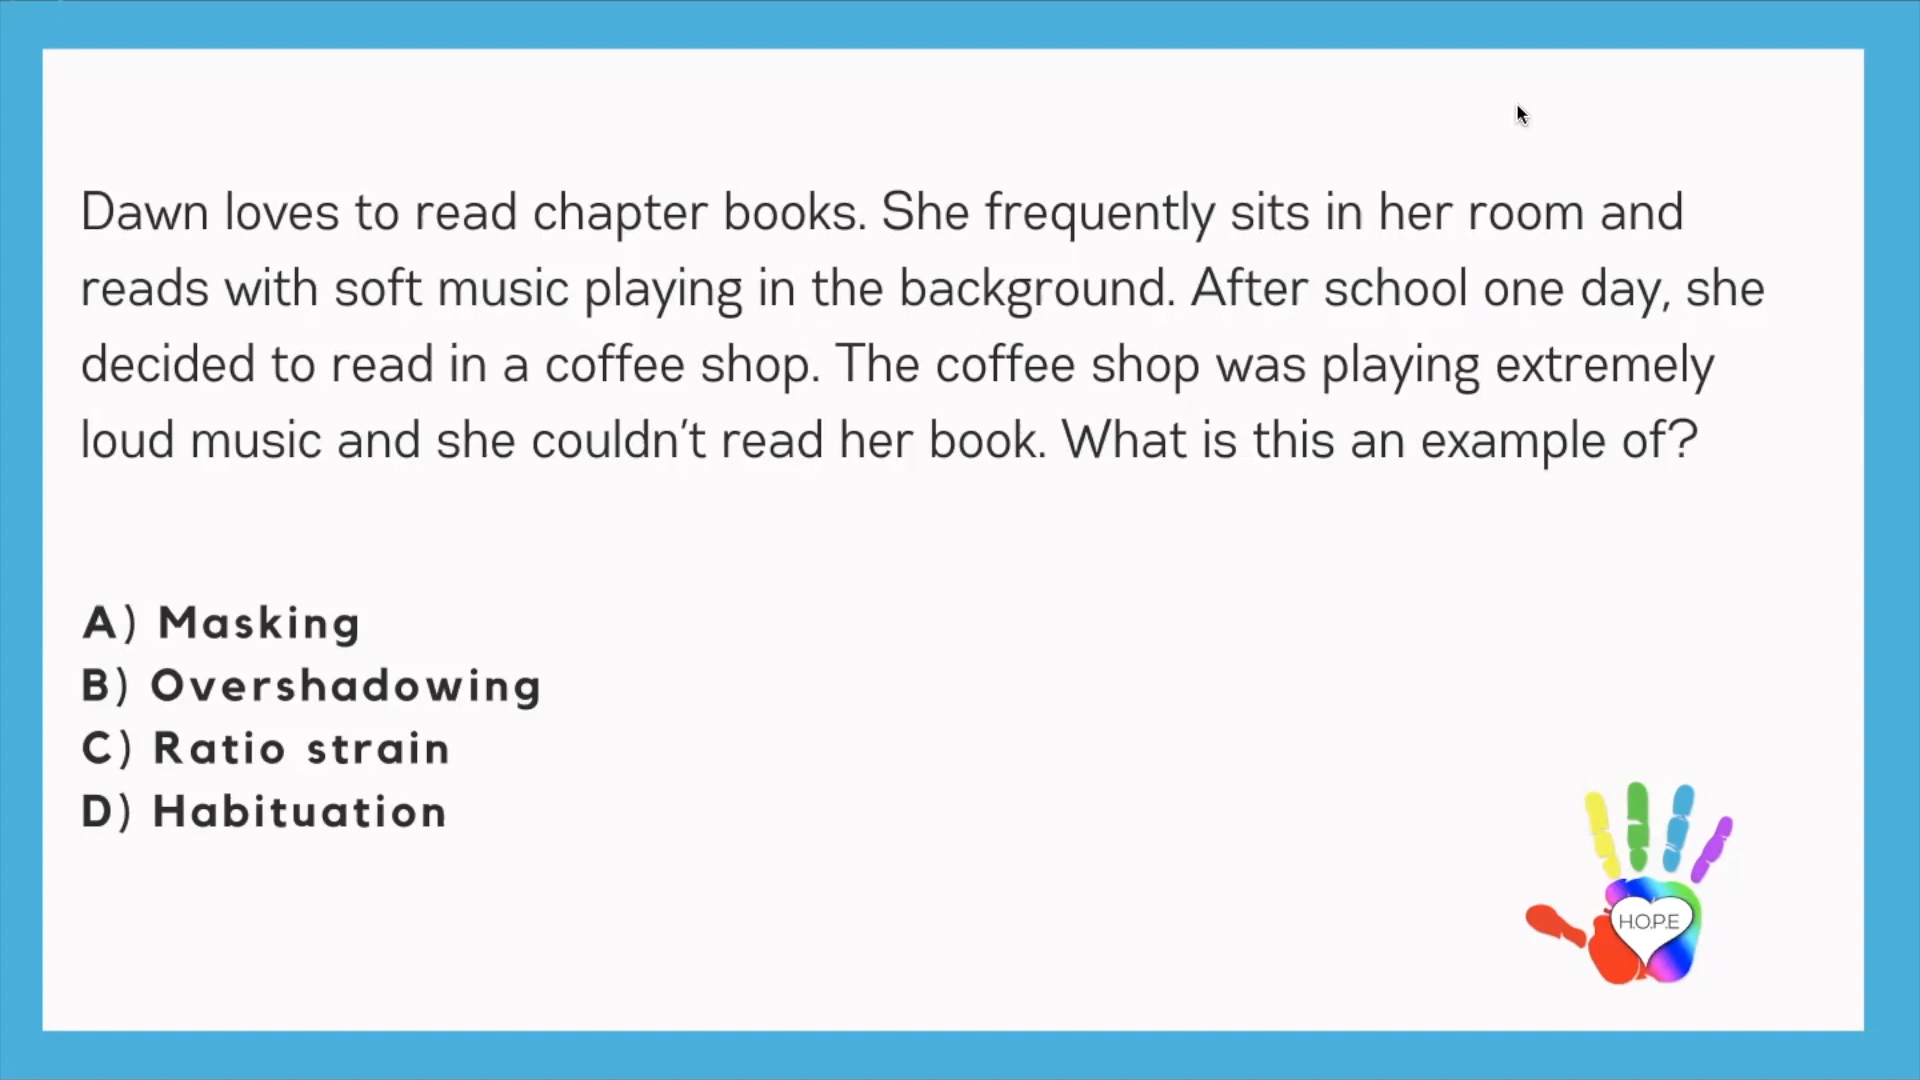 Dawn loves to read chapter books. She frequently sits in her room and
reads with soft music playing in the background. After school one day, she
decided to read in a coffee shop. The coffee shop was playing extremely
loud music and she couldn't read her book. What is this an example of?
A) Masking
B) Overshadowing
C) Ratio strain
D) Habituation
H.O.P.E